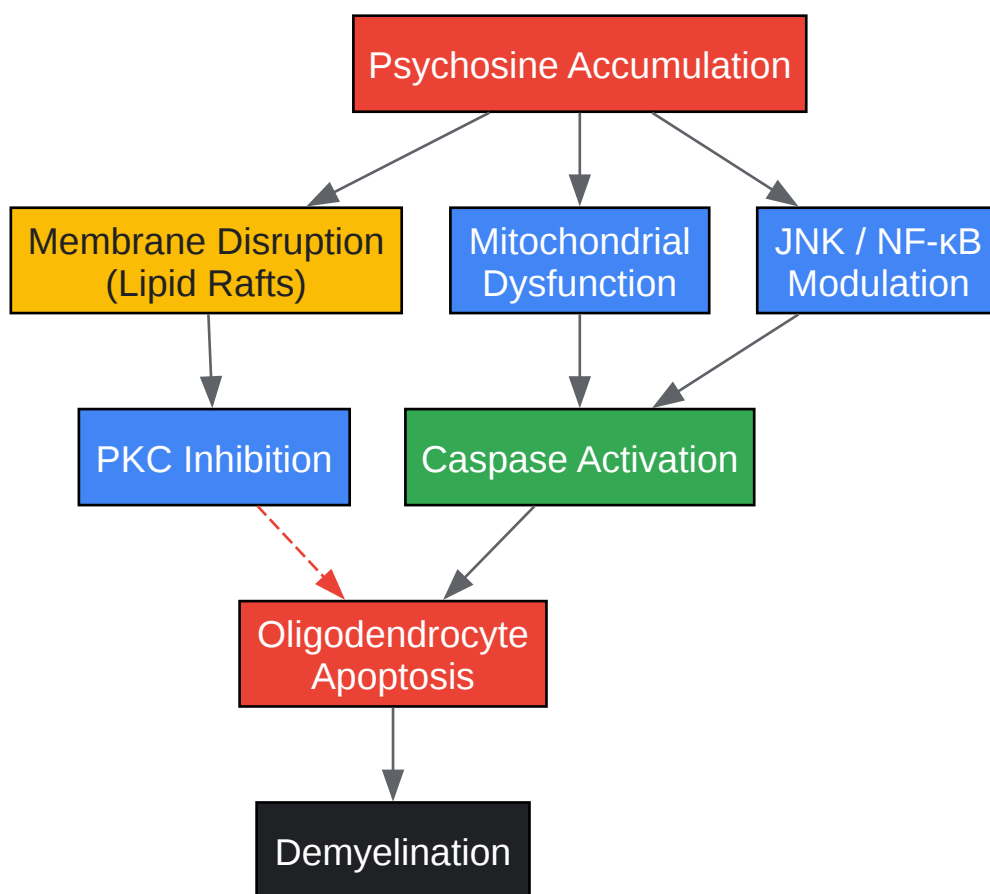 Psychosine Accumulation
Membrane Disruption
(Lipid Rafts)
Mitochondrial
Dysfunction
JNK / NF-κB
Modulation
PKC Inhibition
Caspase Activation
Oligodendrocyte
Apoptosis
Demyelination